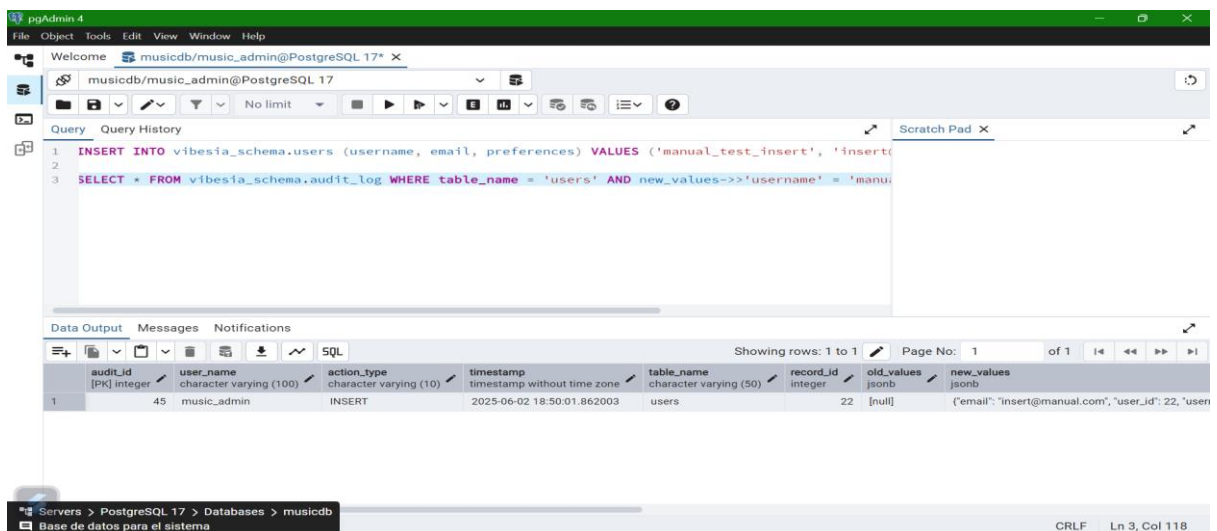 pgAdmin 4
File Object Tools Edit View Window Help
Welcome musicdb/music_admin@PostgreSQL 17* X
musicdb/music_admin@PostgreSQL 17
No limit
Query Query History
Scratch Pad X
1 INSERT INTO vibesia_schema.users (username, email, preferences) VALUES ('manual_test_insert', 'insert@
2
3 SELECT * FROM vibesia_schema.audit_log WHERE table_name = 'users' AND new_values->>'username' = 'manu
Data Output Messages Notifications
SQL
Showing rows: 1 to 1 Page No: 1 of 1
audit_id user_name action_type timestamp table_name record_id old_values new_values
[PK] integer character varying (100) character varying (10) timestamp without time zone character varying (50) integer jsonb jsonb
1 45 music_admin INSERT 2025-06-02 18:50:01.862003 users 22 [null] {"email": "insert@manual.com", "user_id": 22, "usern
Servers > PostgreSQL 17 > Databases > musicdb
Base de datos para el sistema
CRLF Ln 3, Col 118